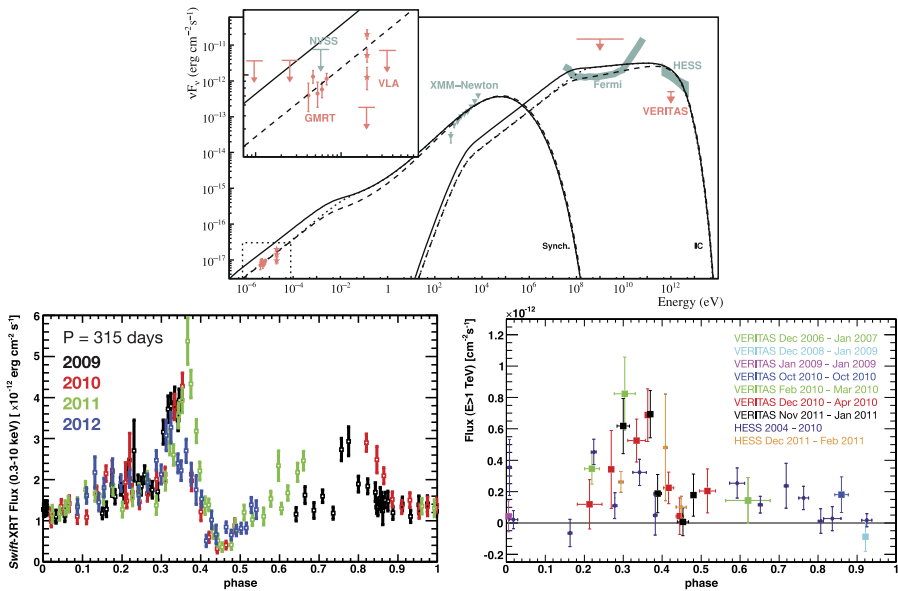 νFν (erg cm⁻²s⁻¹)
10⁻¹¹
10⁻¹²
10⁻¹³
10⁻¹⁴
10⁻¹⁵
10⁻¹⁶
10⁻¹⁷
NVSS
VLA
GMRT
XMM−Newton
Fermi
HESS
VERITAS
Synch.
IC
10⁻⁶
10⁻⁴
10⁻²
1
10²
10⁴
10⁶
10⁸
10¹⁰
10¹²
Energy (eV)
Swift-XRT Flux (0.3-10 keV) [x10⁻¹² erg cm⁻² s⁻¹]
6
5
4
3
2
1
0
P = 315 days
2009
2010
2011
2012
0 0.1 0.2 0.3 0.4 0.5 0.6 0.7 0.8 0.9 1
phase
×10⁻¹²
Flux (E>1 TeV) [cm⁻²s⁻¹]
1.2
1
0.8
0.6
0.4
0.2
0
-0.2
VERITAS Dec 2006 - Jan 2007
VERITAS Dec 2008 - Jan 2009
VERITAS Jan 2009 - Jan 2009
VERITAS Oct 2010 - Oct 2010
VERITAS Feb 2010 - Mar 2010
VERITAS Dec 2010 - Apr 2010
VERITAS Nov 2011 - Jan 2011
HESS 2004 - 2010
HESS Dec 2011 - Feb 2011
0 0.1 0.2 0.3 0.4 0.5 0.6 0.7 0.8 0.9 1
phase